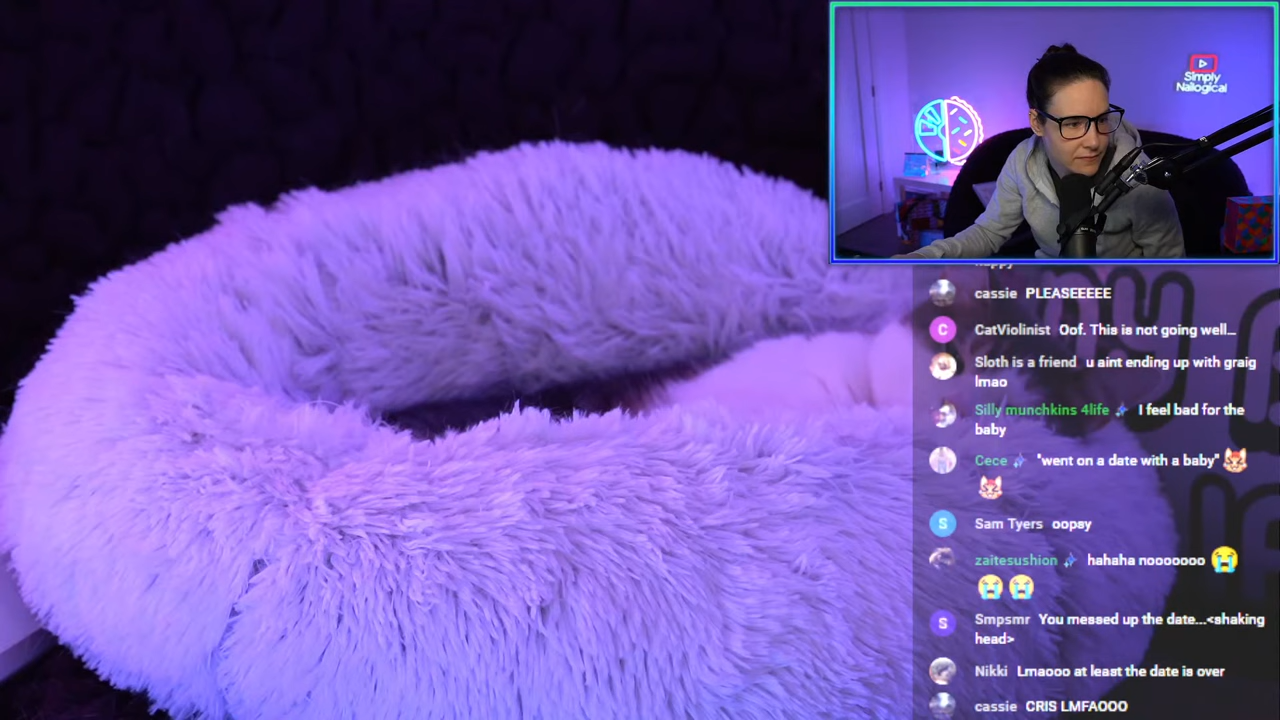 Simply
Nailogical
happy
cassie PLEASEEEEE
C CatViolinist Oof. This is not going well...
Sloth is a friend u aint ending up with graig
lmao
Silly munchkins 4life I feel bad for the
baby
Cece "went on a date with a baby"
S Sam Tyers oopsy
zaitesushion hahaha nooooooo
S Smpsmr You messed up the date...<shaking
head>
Nikki Lmaooo at least the date is over
cassie CRIS LMFAOOO